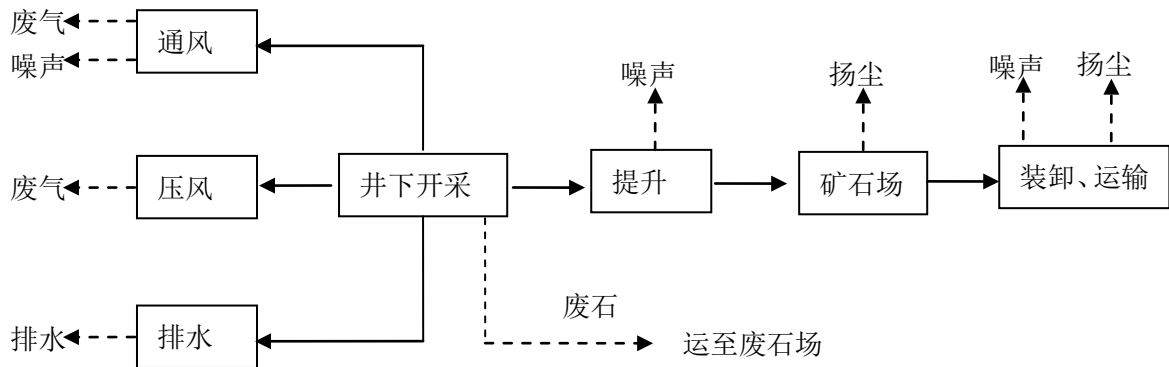 废气
通风
噪声
噪声
扬尘
噪声
扬尘
废气
压风
井下开采
提升
矿石场
装卸、运输
废石
排水
排水
运至废石场